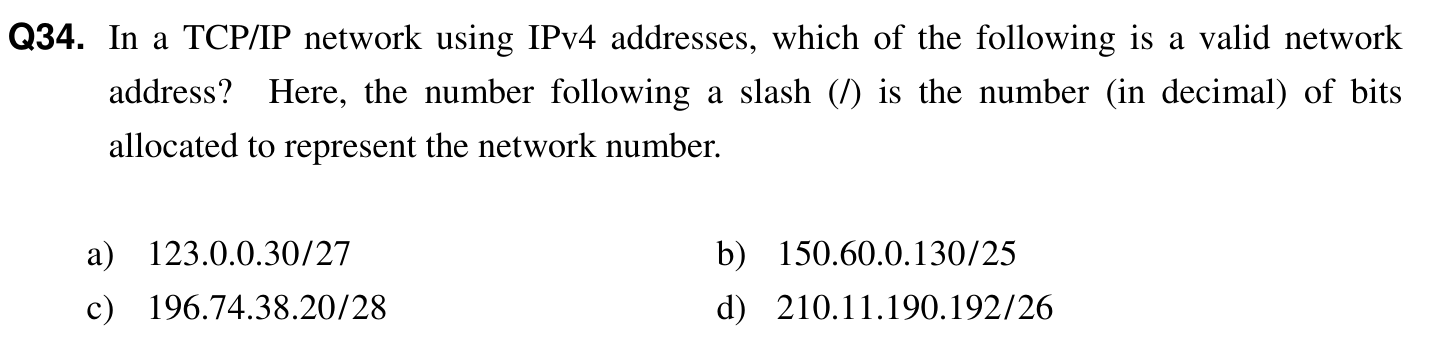 Q34. In a TCP/IP network using IPv4 addresses, which of the following is a valid network
address? Here, the number following a slash (/) is the number (in decimal) of bits
allocated to represent the network number.
a) 123.0.0.30/27 b) 150.60.0.130/25
c) 196.74.38.20/28 d) 210.11.190.192/26